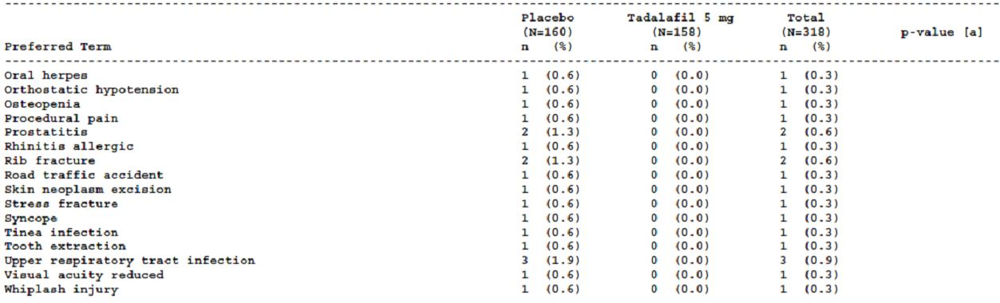 Placebo Tadalafil 5 mg Total
(N=160) (N=158) (N=318) p-value [a]
Preferred Term n (%) n (%) n (%)
Oral herpes 1 (0.6) 0 (0.0) 1 (0.3)
Orthostatic hypotension 1 (0.6) 0 (0.0) 1 (0.3)
Osteopenia 1 (0.6) 0 (0.0) 1 (0.3)
Procedural pain 1 (0.6) 0 (0.0) 1 (0.3)
Prostatitis 2 (1.3) 0 (0.0) 2 (0.6)
Rhinitis allergic 1 (0.6) 0 (0.0) 1 (0.3)
Rib fracture 2 (1.3) 0 (0.0) 2 (0.6)
Road traffic accident 1 (0.6) 0 (0.0) 1 (0.3)
Skin neoplasm excision 1 (0.6) 0 (0.0) 1 (0.3)
Stress fracture 1 (0.6) 0 (0.0) 1 (0.3)
Syncope 1 (0.6) 0 (0.0) 1 (0.3)
Tinea infection 1 (0.6) 0 (0.0) 1 (0.3)
Tooth extraction 1 (0.6) 0 (0.0) 1 (0.3)
Upper respiratory tract infection 3 (1.9) 0 (0.0) 3 (0.9)
Visual acuity reduced 1 (0.6) 0 (0.0) 1 (0.3)
Whiplash injury 1 (0.6) 0 (0.0) 1 (0.3)